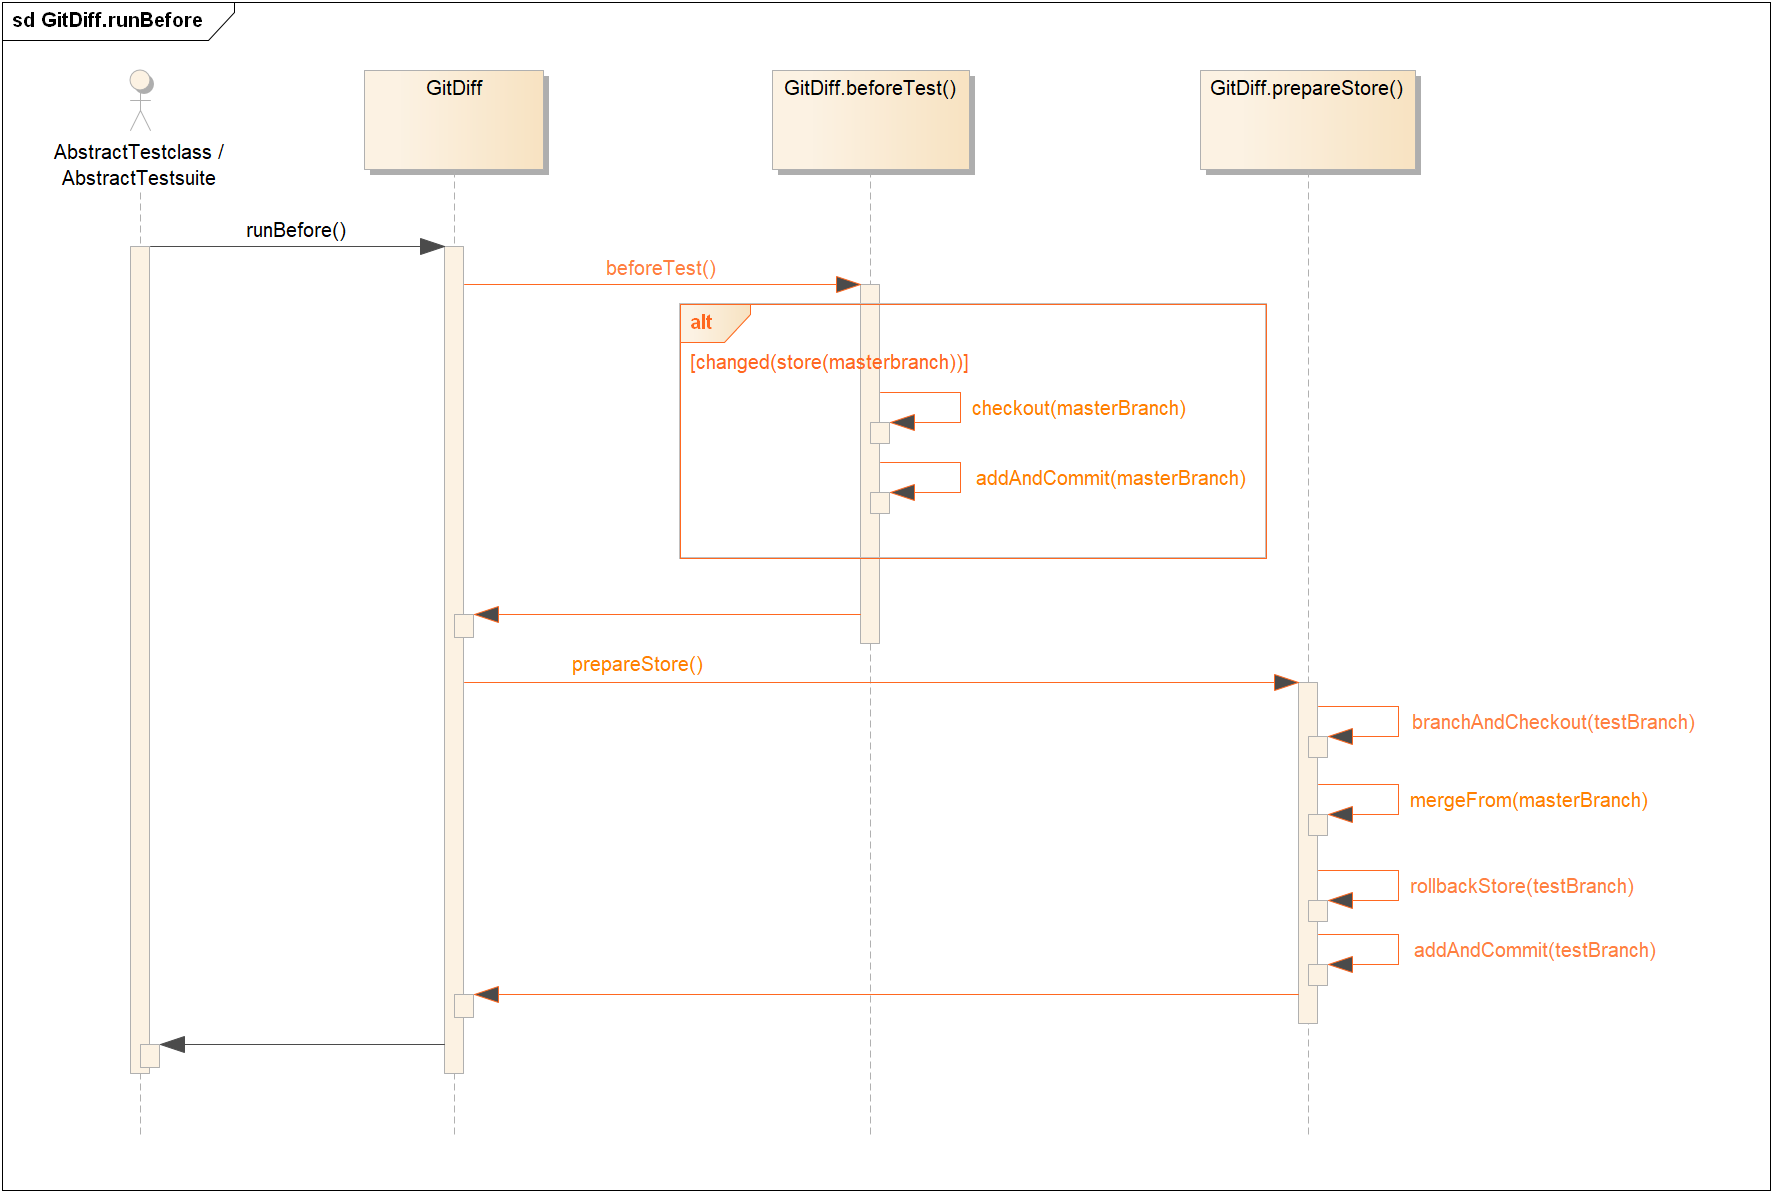 sd GitDiff.runBefore
AbstractTestclass /
AbstractTestsuite
GitDiff
GitDiff.beforeTest()
GitDiff.prepareStore()
runBefore()
beforeTest()
alt
[changed(store(masterbranch))]
checkout(masterBranch)
addAndCommit(masterBranch)
prepareStore()
branchAndCheckout(testBranch)
mergeFrom(masterBranch)
rollbackStore(testBranch)
addAndCommit(testBranch)